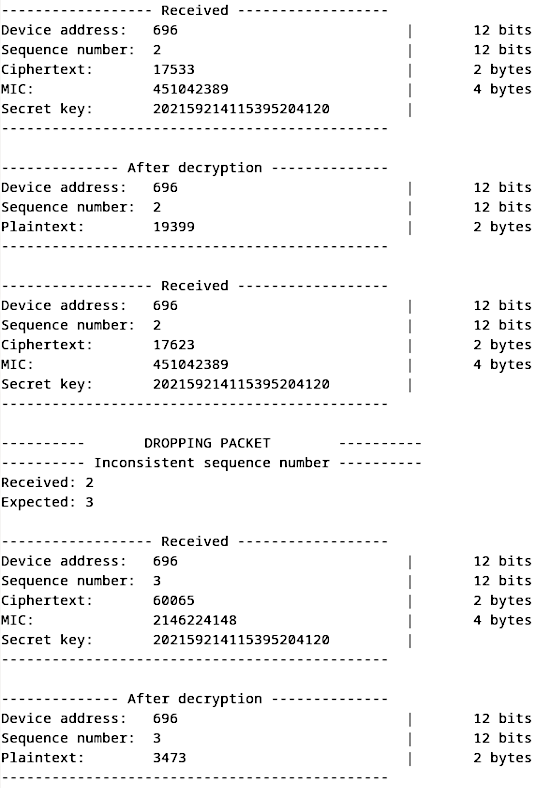 ------------------ Received ------------------
Device address:   696                           |       12 bits
Sequence number:  2                             |       12 bits
Ciphertext:       17533                         |       2 bytes
MIC:              451042389                     |       4 bytes
Secret key:       202159214115395204120         |
----------------------------------------------
-------------- After decryption --------------
Device address:   696                           |       12 bits
Sequence number:  2                             |       12 bits
Plaintext:        19399                         |       2 bytes
----------------------------------------------
------------------ Received ------------------
Device address:   696                           |       12 bits
Sequence number:  2                             |       12 bits
Ciphertext:       17623                         |       2 bytes
MIC:              451042389                     |       4 bytes
Secret key:       202159214115395204120         |
----------------------------------------------
----------       DROPPING PACKET        ----------
---------- Inconsistent sequence number ----------
Received: 2
Expected: 3
------------------ Received ------------------
Device address:   696                           |       12 bits
Sequence number:  3                             |       12 bits
Ciphertext:       60065                         |       2 bytes
MIC:              2146224148                    |       4 bytes
Secret key:       202159214115395204120         |
----------------------------------------------
-------------- After decryption --------------
Device address:   696                           |       12 bits
Sequence number:  3                             |       12 bits
Plaintext:        3473                          |       2 bytes
----------------------------------------------